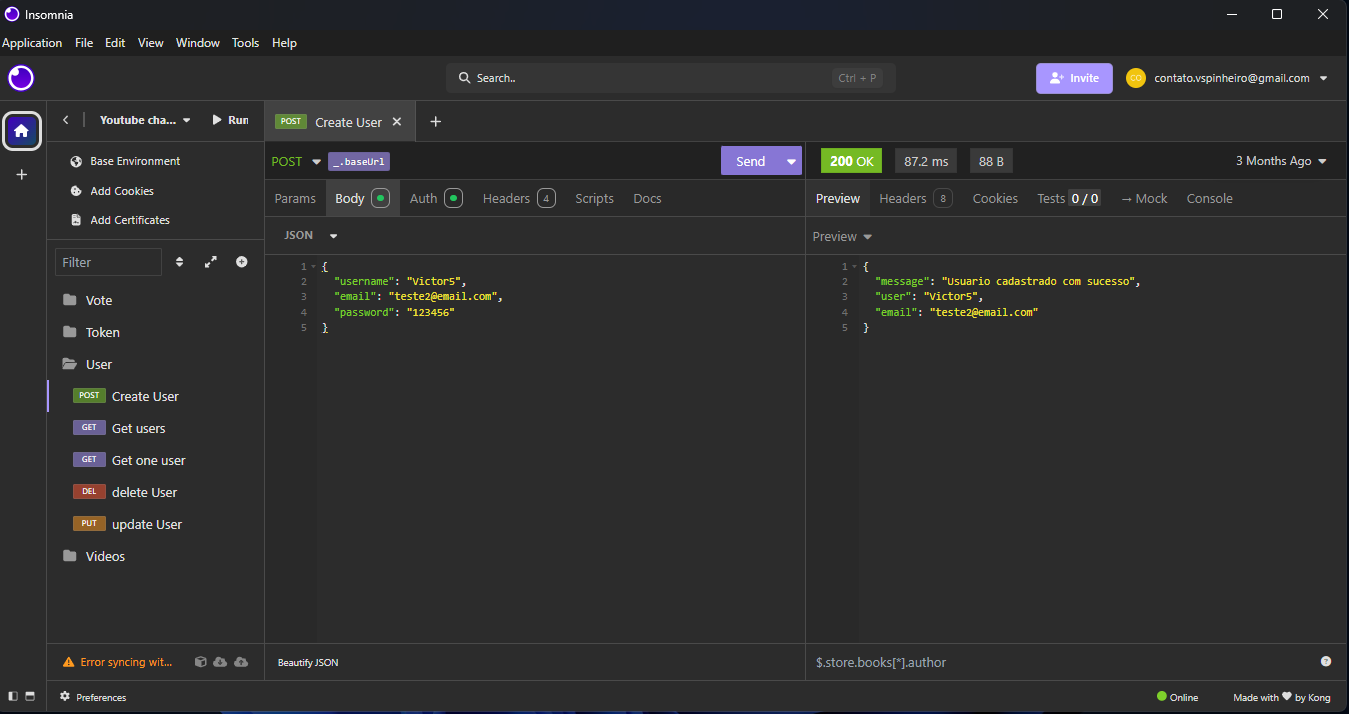 Insomnia
Application File Edit View Window Tools Help
Search.. Ctrl + P
Invite
CO contato.vspinheiro@gmail.com
Youtube cha... Run
POST Create User
Base Environment
Add Cookies
Add Certificates
Filter
Vote
Token
User
POST Create User
GET Get users
GET Get one user
DEL delete User
PUT update User
Videos
Error syncing wit...
POST _.baseUrl Send
Params Body Auth Headers 4 Scripts Docs
JSON
1 {
2 "username": "Victor5",
3 "email": "teste2@email.com",
4 "password": "123456"
5 }
Beautify JSON
200 OK 87.2 ms 88 B 3 Months Ago
Preview Headers 8 Cookies Tests 0 / 0 → Mock Console
Preview
1 {
2 "message": "Usuario cadastrado com sucesso",
3 "user": "Victor5",
4 "email": "teste2@email.com"
5 }
$.store.books[*].author
Preferences
Online
Made with ❤ by Kong